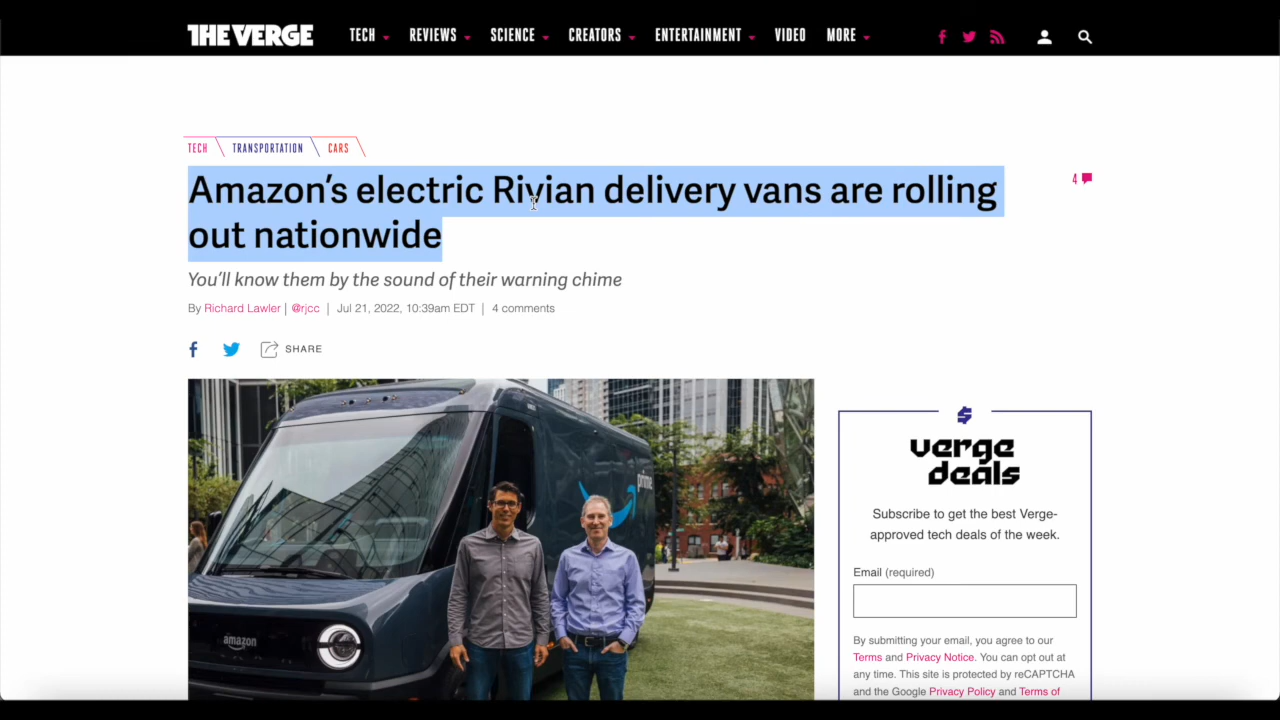 THE VERGE TECH REVIEWS SCIENCE CREATORS ENTERTAINMENT VIDEO MORE
TECH TRANSPORTATION CARS
Amazon's electric Rivian delivery vans are rolling
out nationwide
4
You'll know them by the sound of their warning chime
By Richard Lawler | @rjcc | Jul 21, 2022, 10:39am EDT | 4 comments
SHARE
prime
amazon
verge
deals
Subscribe to get the best Verge-
approved tech deals of the week.
Email (required)
By submitting your email, you agree to our
Terms and Privacy Notice. You can opt out at
any time. This site is protected by reCAPTCHA
and the Google Privacy Policy and Terms of